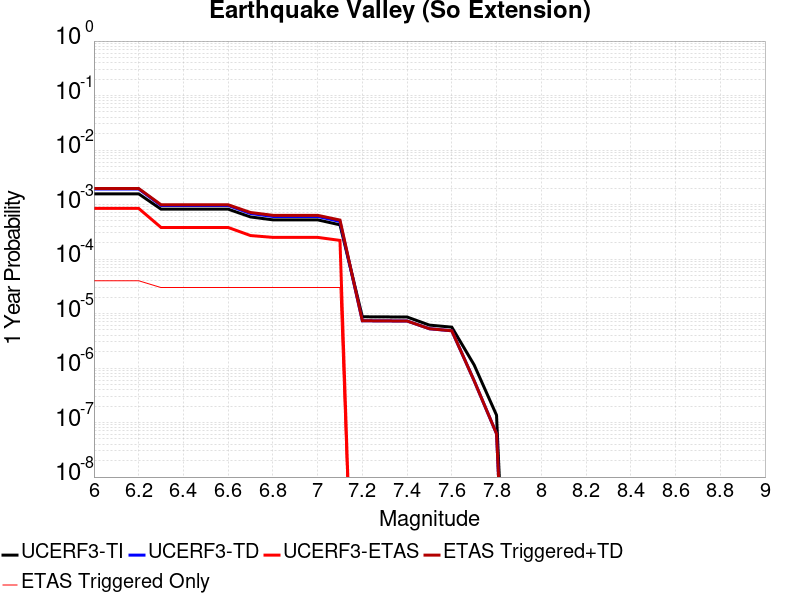 Earthquake Valley (So Extension)
10^0
10^-1
10^-2
10^-3
10^-4
10^-5
10^-6
10^-7
10^-8
1 Year Probability
6 6.2 6.4 6.6 6.8 7 7.2 7.4 7.6 7.8 8 8.2 8.4 8.6 8.8 9
Magnitude
UCERF3-TI UCERF3-TD UCERF3-ETAS ETAS Triggered+TD
ETAS Triggered Only